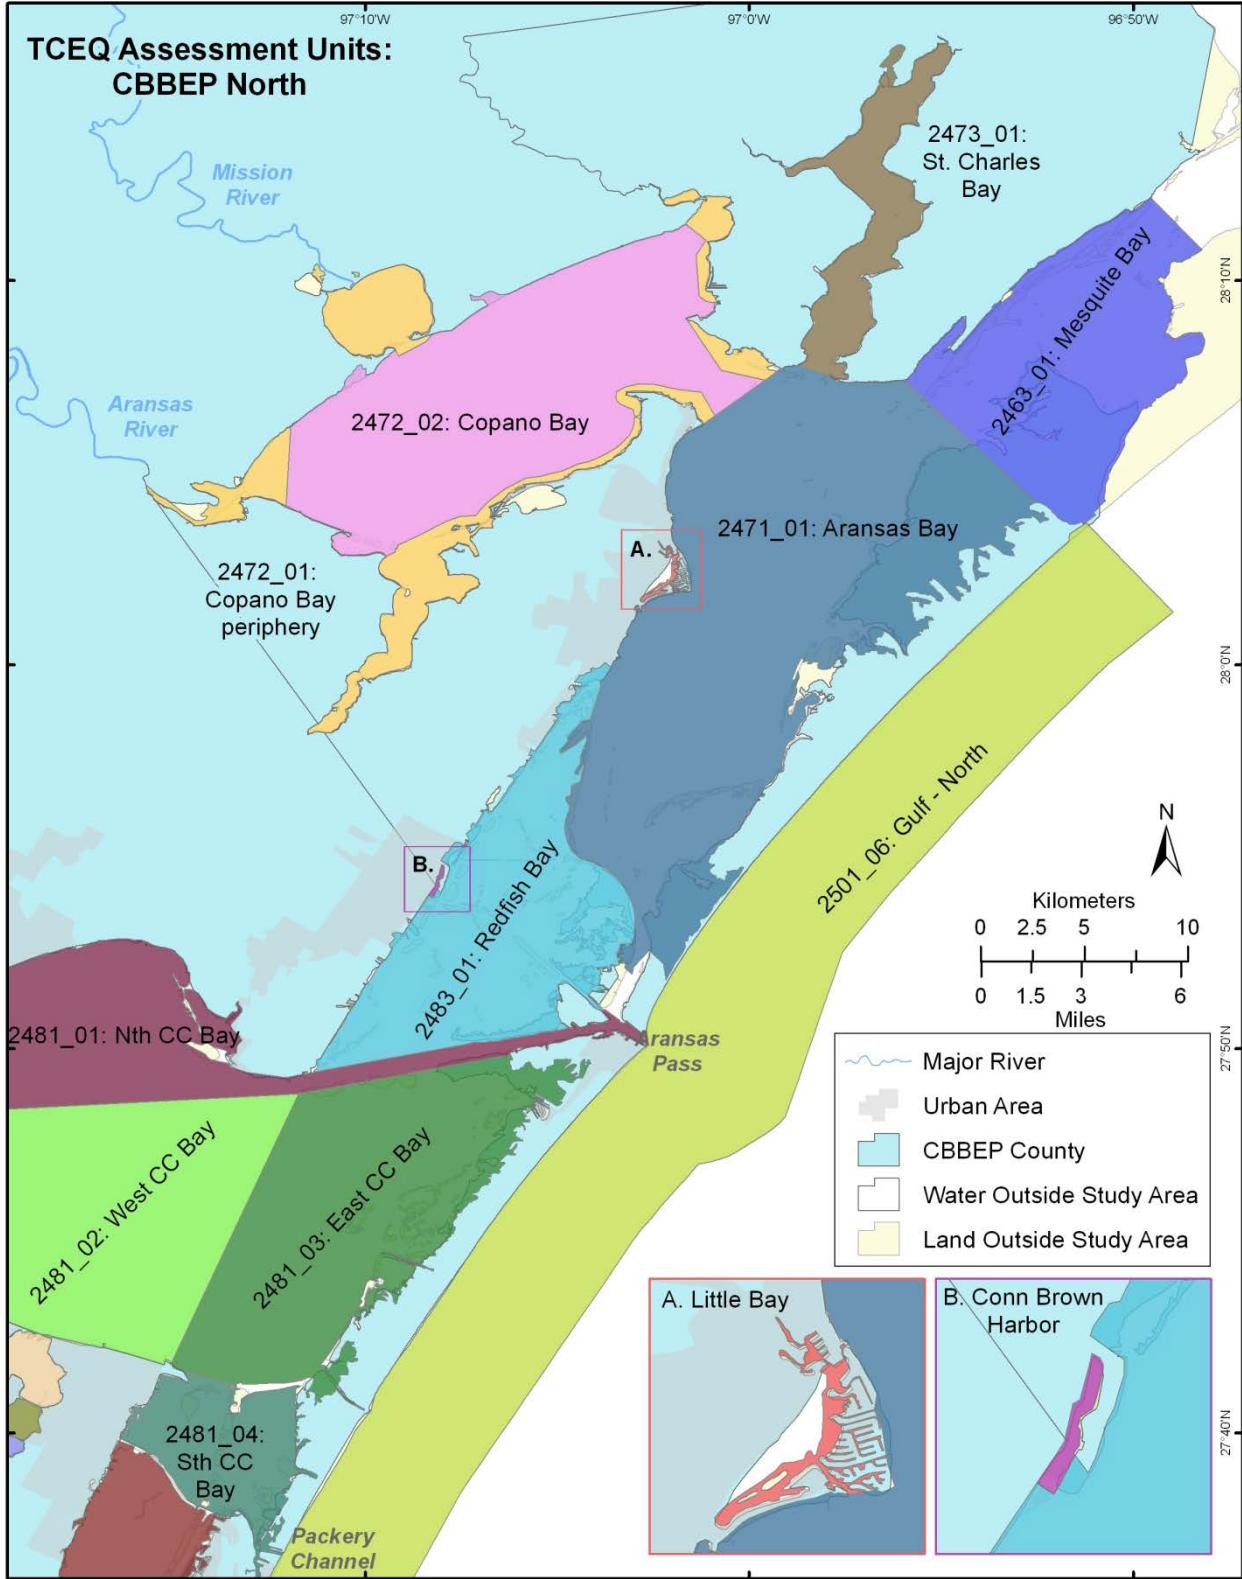 97°10'W
97°0'W
96°50'W
TCEQ Assessment Units:
CBBEP North
2473_01:
St. Charles
Bay
Mission
River
28°10'N
2463_01: Mesquite Bay
Aransas
River
2472_02: Copano Bay
2471_01: Aransas Bay
A.
2472_01:
Copano Bay
periphery
28°0'N
2501_06: Gulf - North
N
B.
2483_01: Redfish Bay
Kilometers
0 2.5 5 10
0 1.5 3 6
Miles
2481_01: Nth CC Bay
Aransas
Pass
27°50'N
Major River
Urban Area
CBBEP County
Water Outside Study Area
Land Outside Study Area
2481_02: West CC Bay
2481_03: East CC Bay
A. Little Bay
B. Conn Brown
Harbor
2481_04:
Sth CC
Bay
27°40'N
Packery
Channel